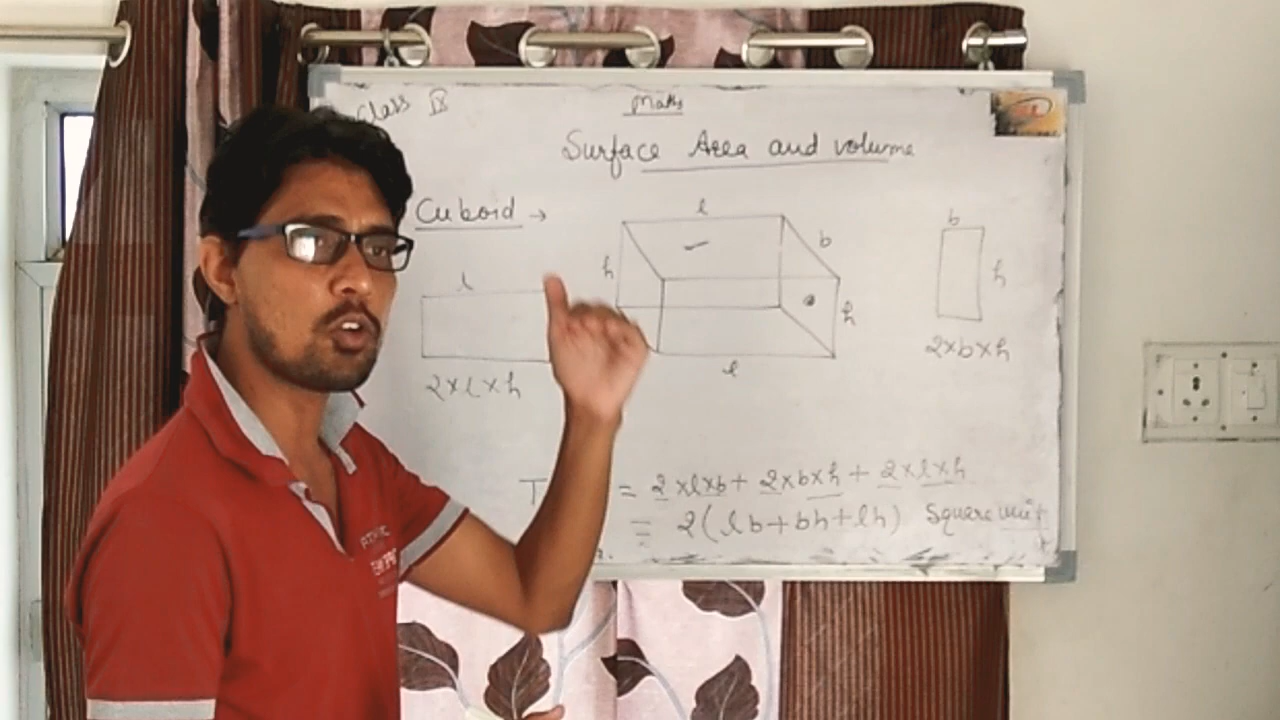 Class IX
Maths
Surface Area and volume
Cuboid →
l
b
h
h
l
l
2×l×h
b
h
2×b×h
T = 2×l×b + 2×b×h + 2×l×h
= 2(lb+bh+lh) Square unit